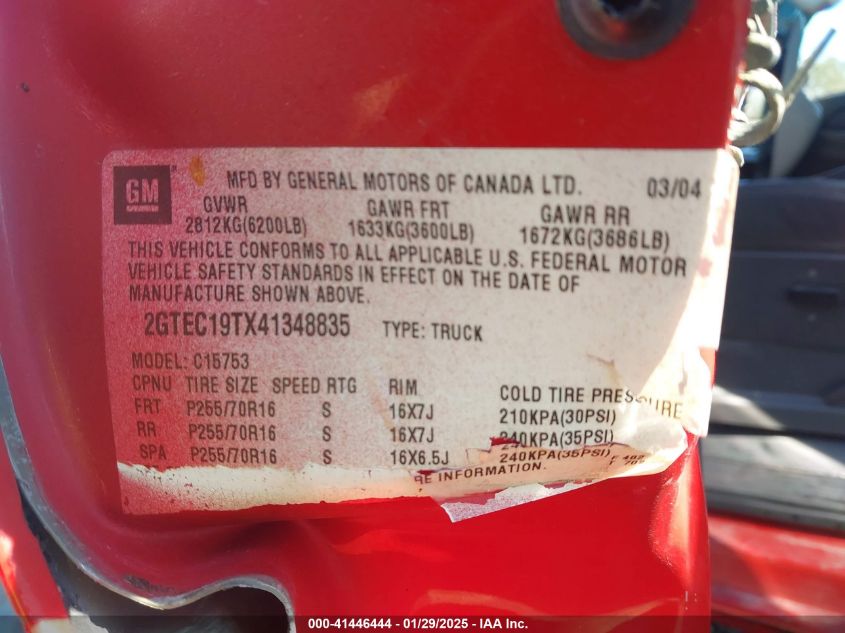 GM
MFD BY GENERAL MOTORS OF CANADA LTD. 03/04
GVWR GAWR FRT GAWR RR
2812KG(6200LB) 1633KG(3600LB) 1672KG(3686LB)
THIS VEHICLE CONFORMS TO ALL APPLICABLE U.S. FEDERAL MOTOR
VEHICLE SAFETY STANDARDS IN EFFECT ON THE DATE OF
MANUFACTURE SHOWN ABOVE.
2GTEC19TX41348835 TYPE: TRUCK
MODEL: C15753
CPNU TIRE SIZE SPEED RTG RIM COLD TIRE PRESSURE
FRT P255/70R16 S 16X7J 210KPA(30PSI)
RR P255/70R16 S 16X7J 240KPA(35PSI)
SPA P255/70R16 S 16X6.5J 240KPA(35PSI)
RE INFORMATION.
000-41446444 - 01/29/2025 - IAA Inc.